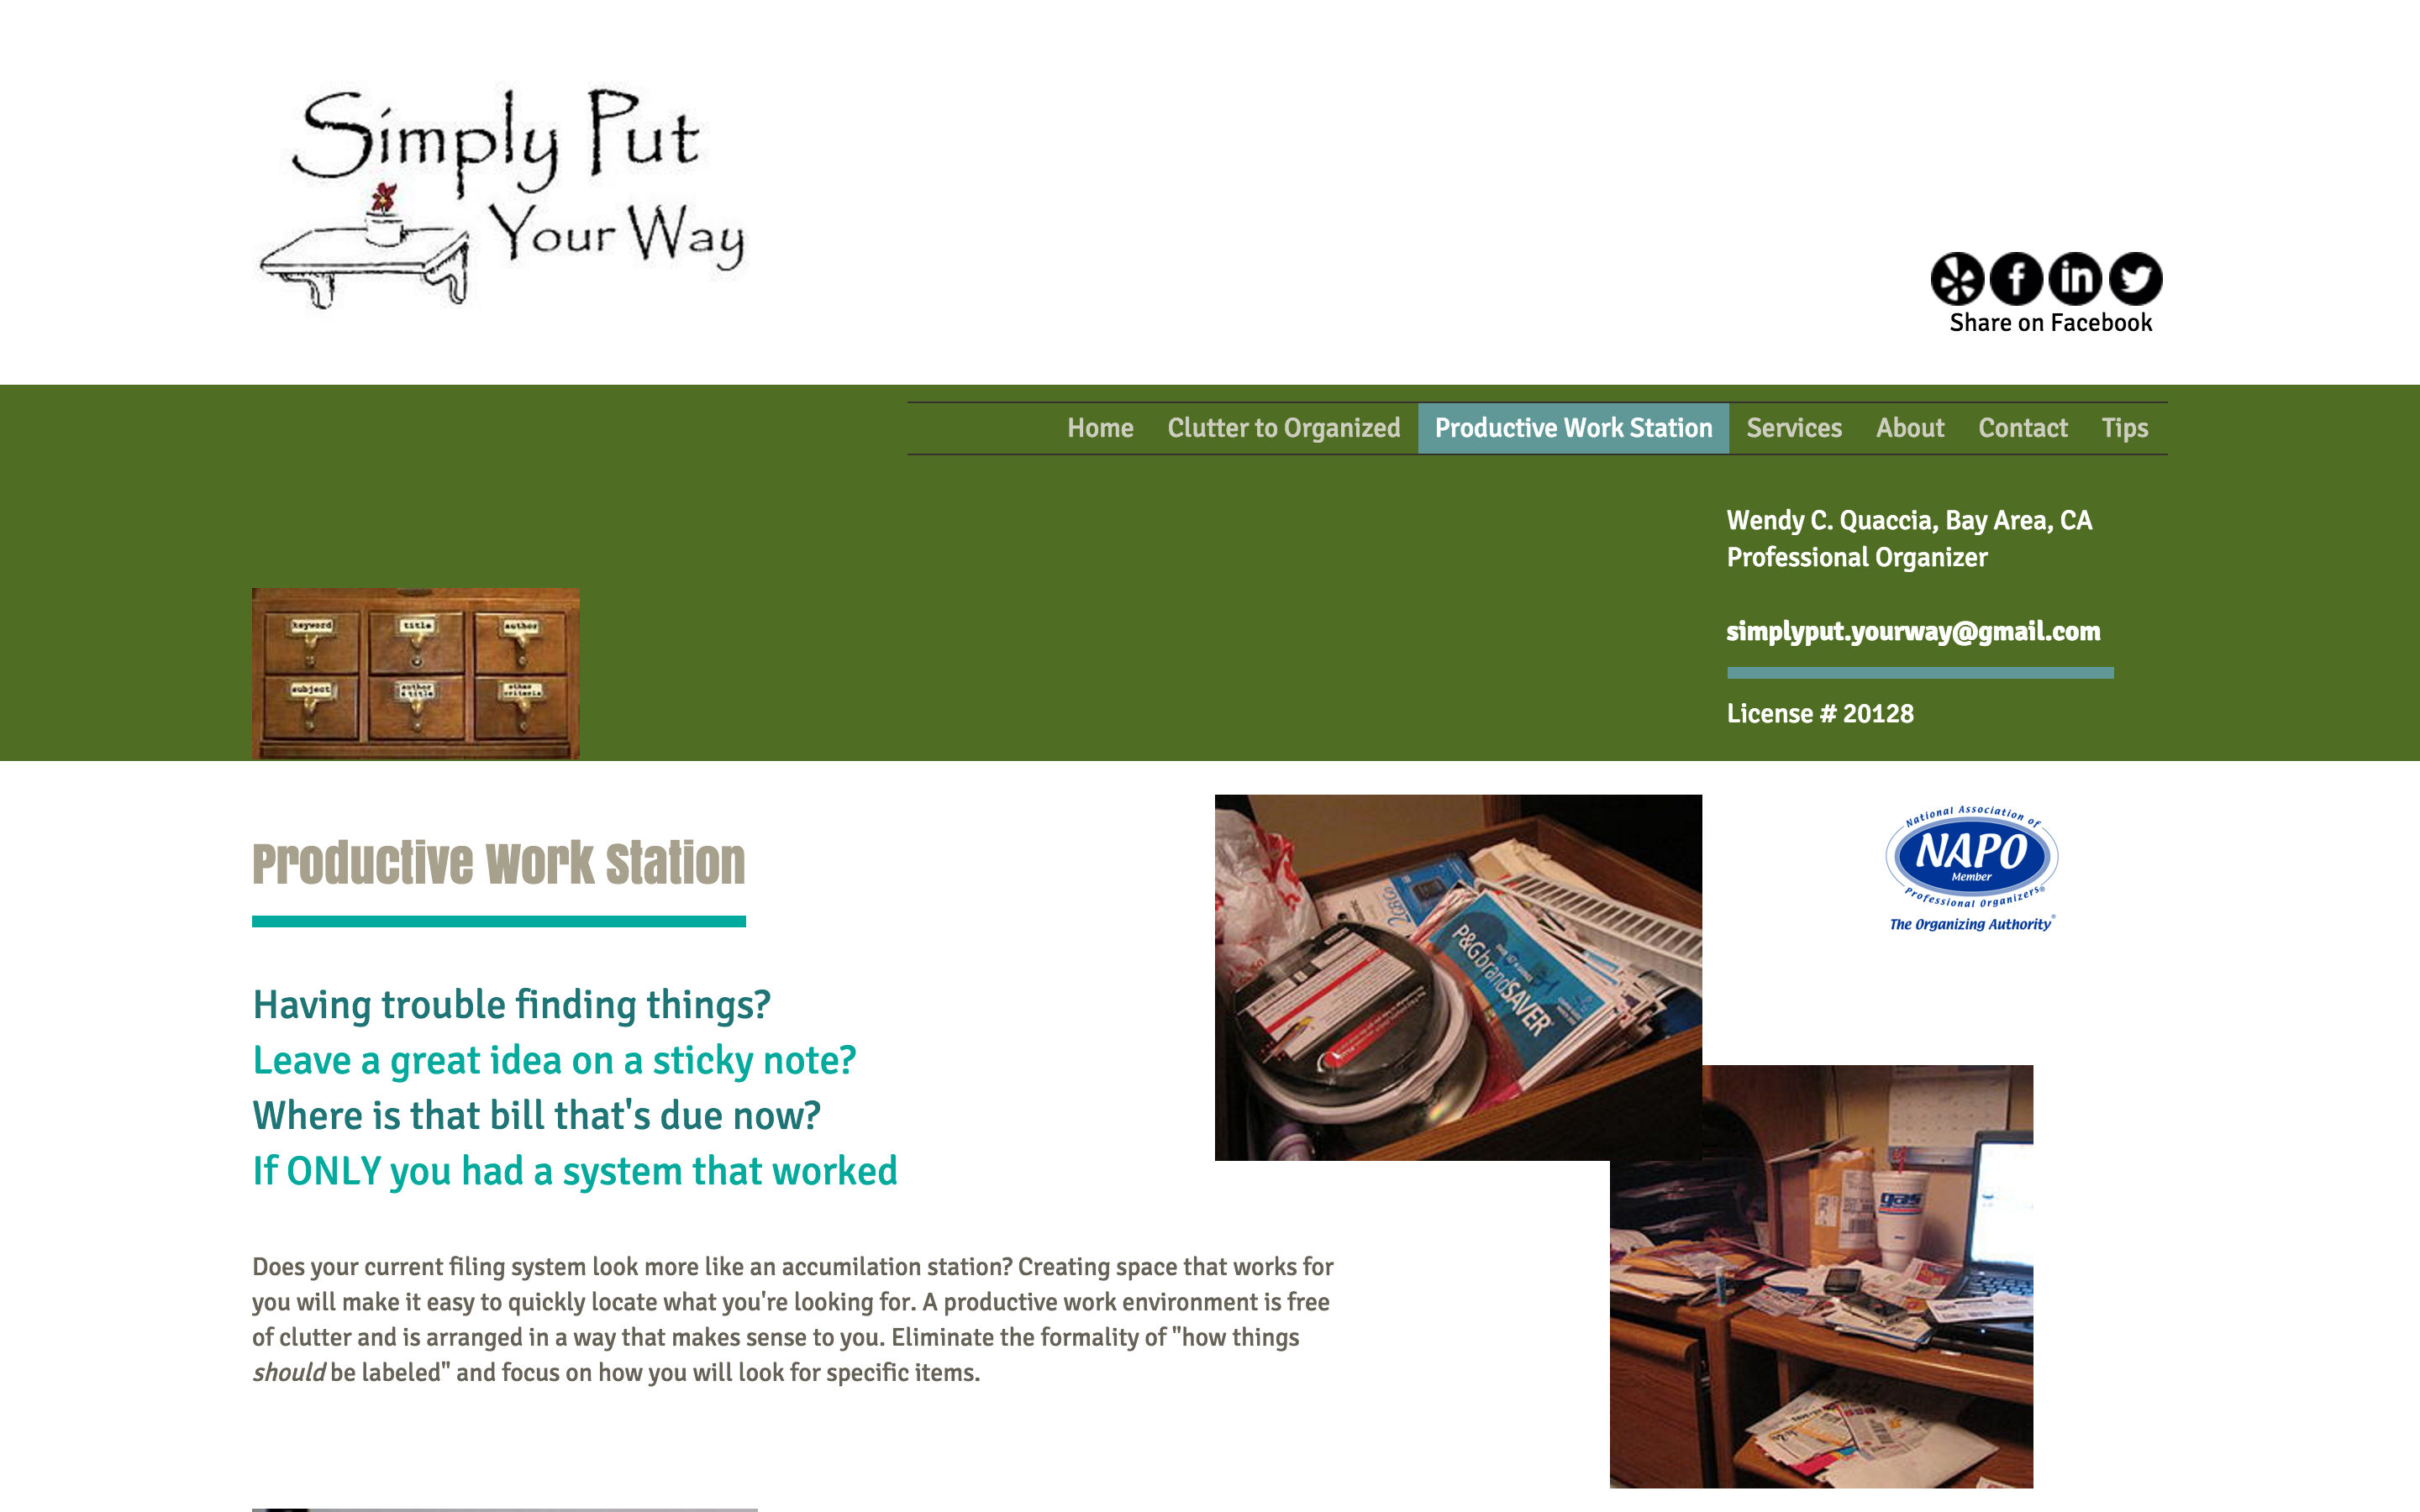 Simply Put
Your Way
Share on Facebook
Home Clutter to Organized Productive Work Station Services About Contact Tips
Wendy C. Quaccia, Bay Area, CA
Professional Organizer
simplyput.yourway@gmail.com
License # 20128
keyword title author
subject author & title other criteria
Productive Work Station
National Association of
NAPO
Member
Professional Organizers®
The Organizing Authority®
Having trouble finding things?
Leave a great idea on a sticky note?
Where is that bill that's due now?
If ONLY you had a system that worked
P&G brandSAVER
gas
Does your current filing system look more like an accumilation station? Creating space that works for
you will make it easy to quickly locate what you're looking for. A productive work environment is free
of clutter and is arranged in a way that makes sense to you. Eliminate the formality of "how things
should be labeled" and focus on how you will look for specific items.